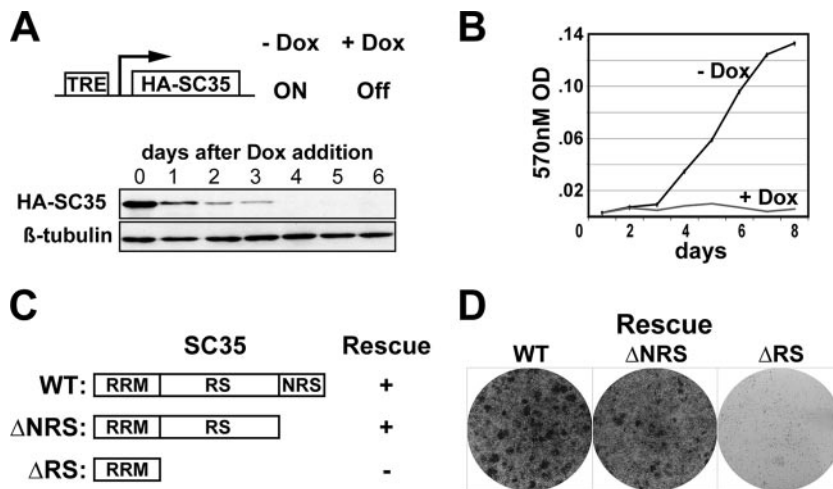 A
- Dox + Dox
TRE HA-SC35 ON Off
days after Dox addition
0 1 2 3 4 5 6
HA-SC35
ß-tubulin
B
570nM OD
.14
.10
.06
.02
0 2 4 6 8
days
- Dox
+ Dox
C
SC35 Rescue
WT: RRM RS NRS +
ΔNRS: RRM RS +
ΔRS: RRM -
D
Rescue
WT ΔNRS ΔRS